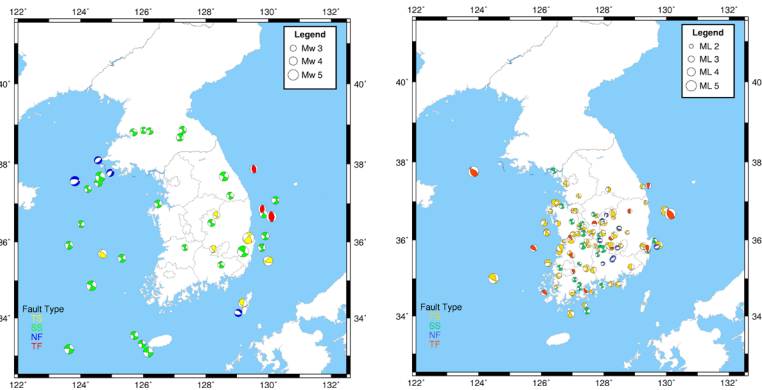 122˚ 124˚ 126˚ 128˚ 130˚ 132˚
Legend
Mw 3
Mw 4
Mw 5
40˚
38˚
36˚
34˚
Fault Type
SS
NF
TF
122˚ 124˚ 126˚ 128˚ 130˚ 132˚
Legend
ML 2
ML 3
ML 4
ML 5
40˚
38˚
36˚
34˚
Fault Type
SS
NF
TF
122˚ 124˚ 126˚ 128˚ 130˚ 132˚
122˚ 124˚ 126˚ 128˚ 130˚ 132˚